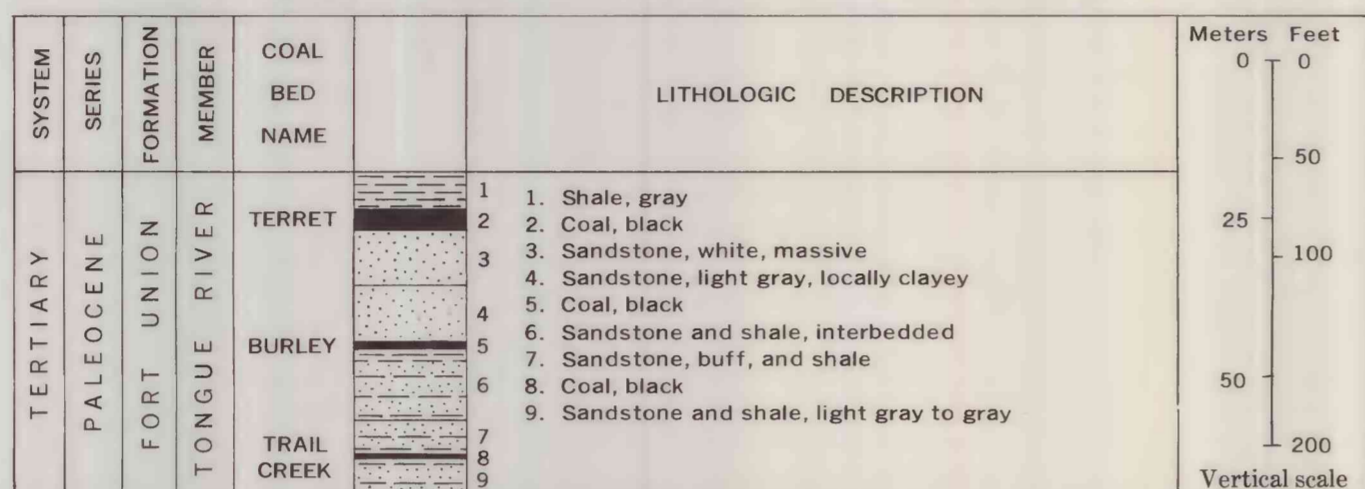 SYSTEM
SERIES
FORMATION
MEMBER
COAL
BED
NAME
LITHOLOGIC DESCRIPTION
TERTIARY
PALEOCENE
FORT UNION
TONGUE RIVER
TERRET
BURLEY
TRAIL
CREEK
1
2
3
4
5
6
7
8
9
1. Shale, gray
2. Coal, black
3. Sandstone, white, massive
4. Sandstone, light gray, locally clayey
5. Coal, black
6. Sandstone and shale, interbedded
7. Sandstone, buff, and shale
8. Coal, black
9. Sandstone and shale, light gray to gray
Meters Feet
0 0
50
25
100
50
200
Vertical scale